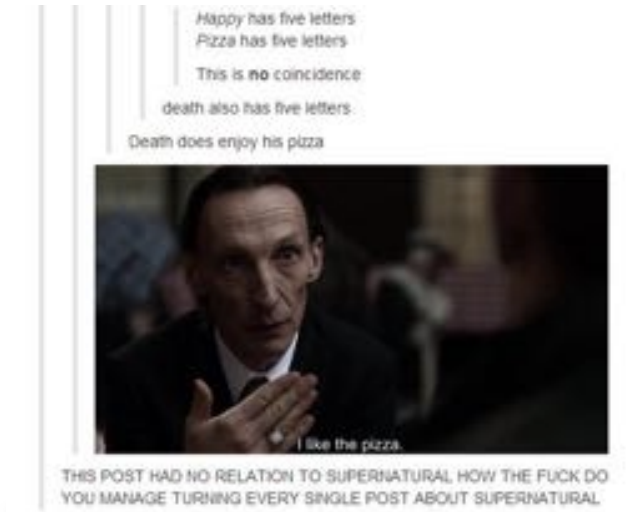 Happy has five letters
Pizza has five letters
This is no coincidence
death also has five letters
Death does enjoy his pizza
I like the pizza.
THIS POST HAD NO RELATION TO SUPERNATURAL HOW THE FUCK DO
YOU MANAGE TURNING EVERY SINGLE POST ABOUT SUPERNATURAL